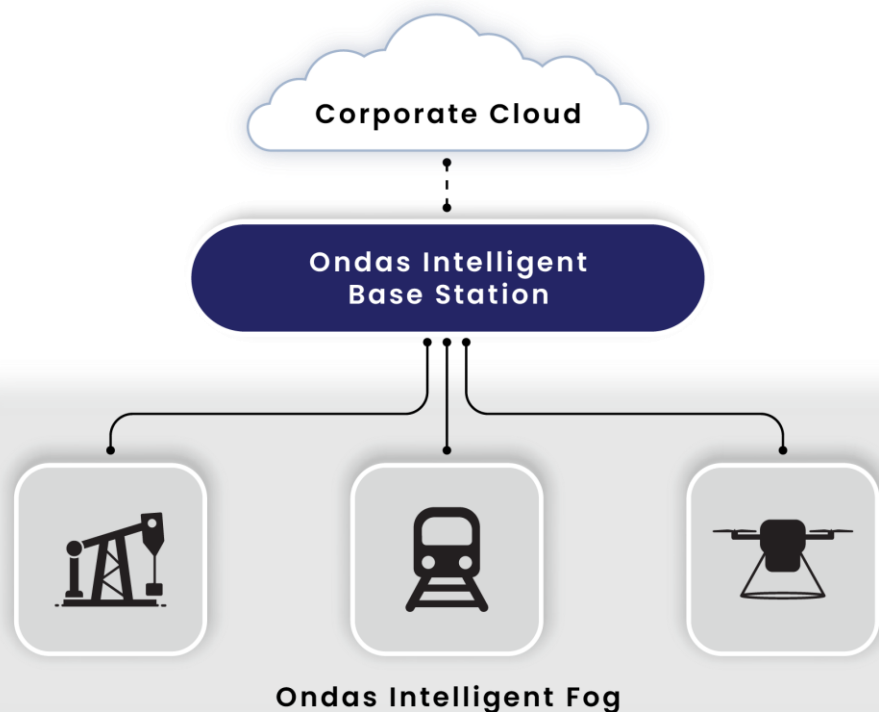 Corporate Cloud
Ondas Intelligent
Base Station
Ondas Intelligent Fog